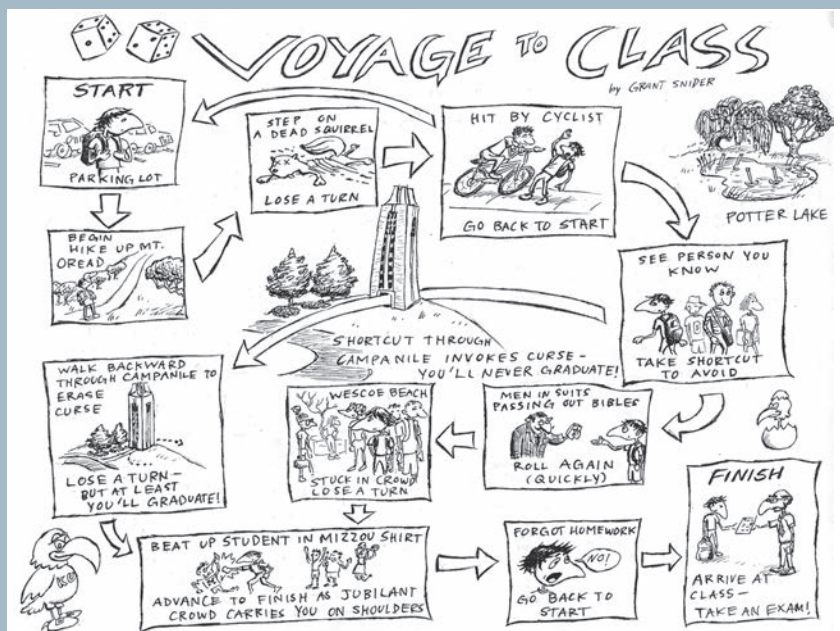 VOYAGE TO CLASS
by GRANT SNIDER
START
PARKING LOT
BEGIN
HIKE UP MT.
OREAD
STEP ON
A DEAD SQUIRREL
LOSE A TURN
HIT BY CYCLIST
GO BACK TO START
POTTER LAKE
SEE PERSON YOU
KNOW
TAKE SHORTCUT
TO AVOID
SHORTCUT THROUGH
CAMPANILE INVOKES CURSE-
YOU'LL NEVER GRADUATE!
WALK BACKWARD
THROUGH CAMPANILE TO
ERASE
CURSE
LOSE A TURN-
BUT AT LEAST
YOU'LL GRADUATE!
MEN IN SUITS
PASSING OUT BIBLES
ROLL AGAIN
(QUICKLY)
WESCOE BEACH
STUCK IN CROWD
LOSE A TURN
BEAT UP STUDENT IN MIZZOU SHIRT
ADVANCE TO FINISH AS JUBILANT
CROWD CARRIES YOU ON SHOULDERS
KU
FORGOT HOMEWORK
NO!
GO BACK TO
START
FINISH
ARRIVE AT
CLASS-
TAKE AN EXAM!